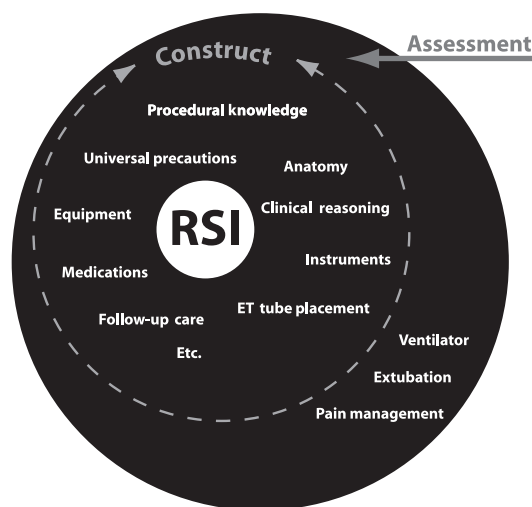 Assessment
Construct
Procedural knowledge
Universal precautions
Anatomy
Equipment
RSI
Clinical reasoning
Medications
Instruments
Follow-up care
ET tube placement
Etc.
Ventilator
Extubation
Pain management